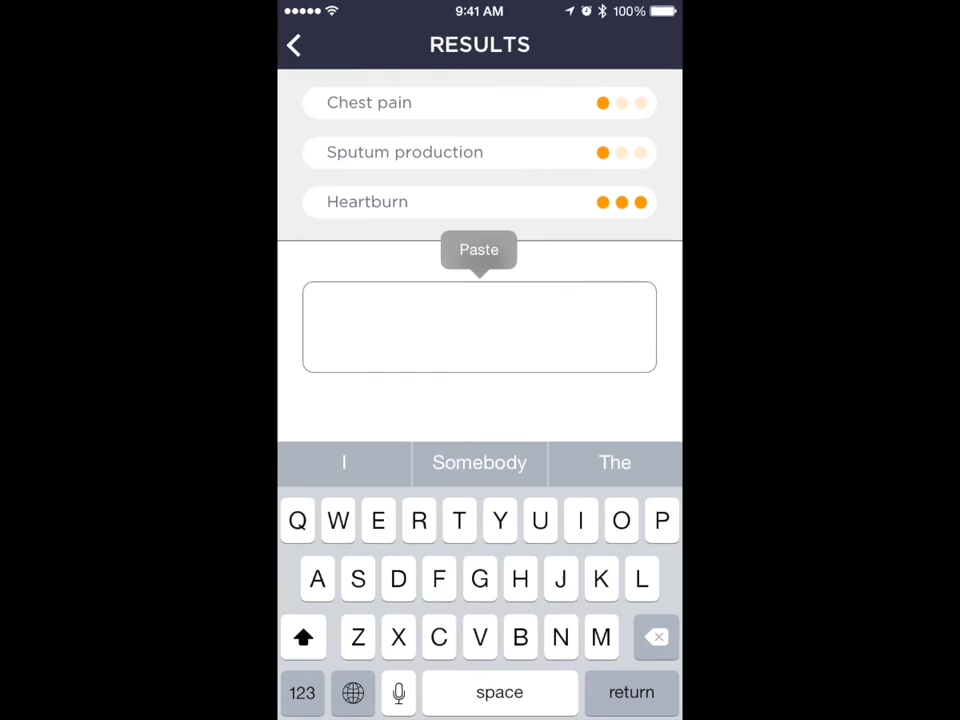 9:41 AM 100%
RESULTS
Chest pain
Sputum production
Heartburn
Paste
I Somebody The
Q W E R T Y U I O P
A S D F G H J K L
Z X C V B N M
123 space return